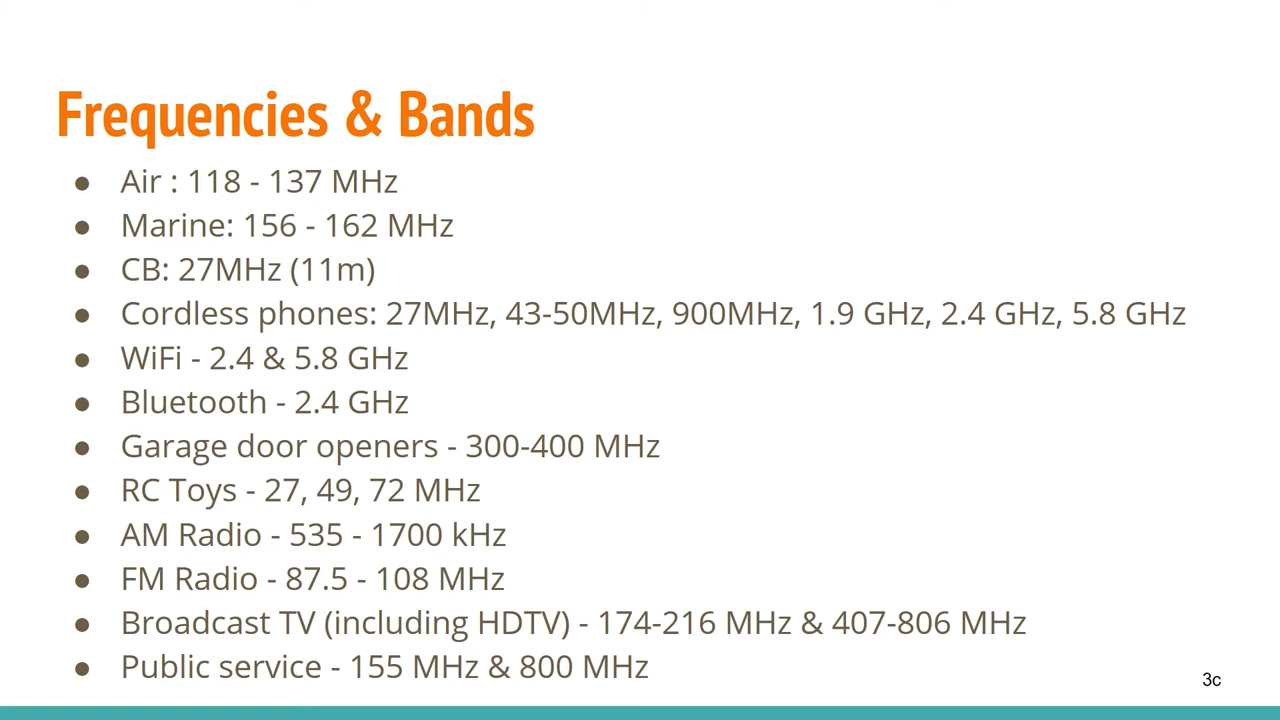 Frequencies & Bands
● Air : 118 - 137 MHz
● Marine: 156 - 162 MHz
● CB: 27MHz (11m)
● Cordless phones: 27MHz, 43-50MHz, 900MHz, 1.9 GHz, 2.4 GHz, 5.8 GHz
● WiFi - 2.4 & 5.8 GHz
● Bluetooth - 2.4 GHz
● Garage door openers - 300-400 MHz
● RC Toys - 27, 49, 72 MHz
● AM Radio - 535 - 1700 kHz
● FM Radio - 87.5 - 108 MHz
● Broadcast TV (including HDTV) - 174-216 MHz & 407-806 MHz
● Public service - 155 MHz & 800 MHz
3c